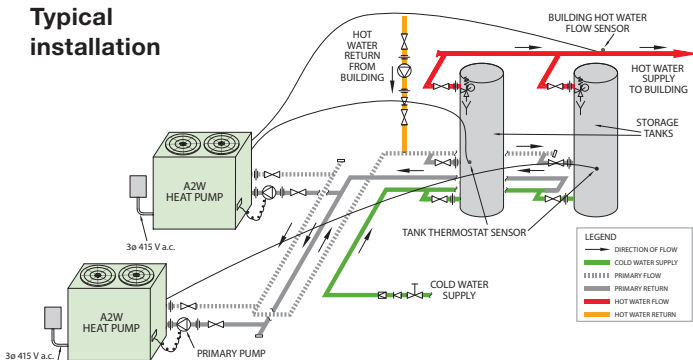 Typical
installation
BUILDING HOT WATER
FLOW SENSOR
HOT
WATER
RETURN
FROM
BUILDING
HOT WATER
SUPPLY
TO BUILDING
STORAGE
TANKS
A2W
HEAT PUMP
3ø 415 V a.c.
TANK THERMOSTAT SENSOR
COLD WATER
SUPPLY
A2W
HEAT PUMP
PRIMARY PUMP
3ø 415 V a.c.
LEGEND
DIRECTION OF FLOW
COLD WATER SUPPLY
PRIMARY FLOW
PRIMARY RETURN
HOT WATER FLOW
HOT WATER RETURN